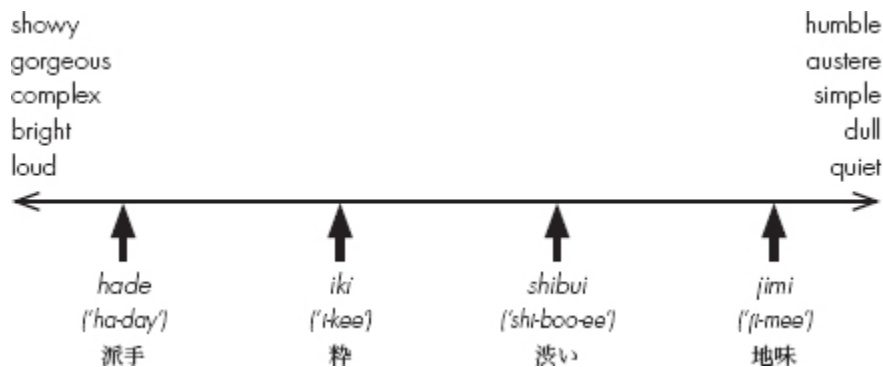 showy
gorgeous
complex
bright
loud
humble
austere
simple
dull
quiet
hade
('ha-day')
派手
iki
('i-kee')
粋
shibui
('shi-boo-ee')
渋い
jimi
('ji-mee')
地味